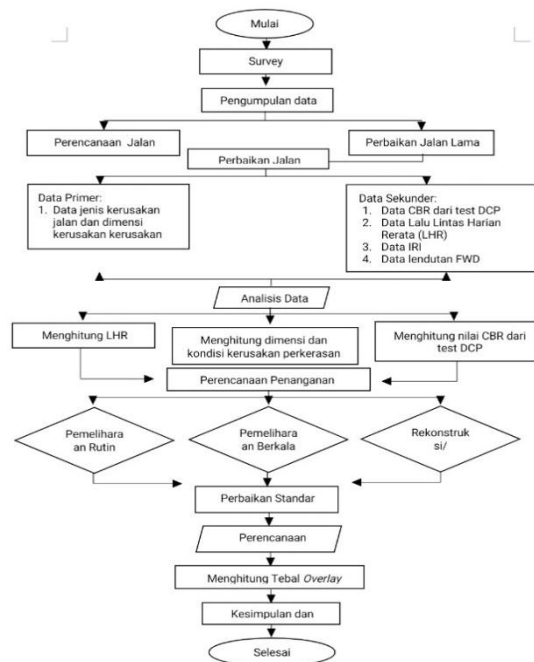 Mulai
Survey
Pengumpulan data
Perencanaan Jalan
Perbaikan Jalan Lama
Perbaikan Jalan
Data Primer:
1. Data jenis kerusakan
jalan dan dimensi
kerusakan kerusakan
Data Sekunder:
1. Data CBR dari test DCP
2. Data Lalu Lintas Harian
Rerata (LHR)
3. Data IRI
4. Data lendutan FWD
Analisis Data
Menghitung LHR
Menghitung dimensi dan
kondisi kerusakan perkerasan
Menghitung nilai CBR dari
test DCP
Perencanaan Penanganan
Pemelihara
an Rutin
Pemelihara
an Berkala
Rekonstruk
si/
Perbaikan Standar
Perencanaan
Menghitung Tebal Overlay
Kesimpulan dan
Selesai